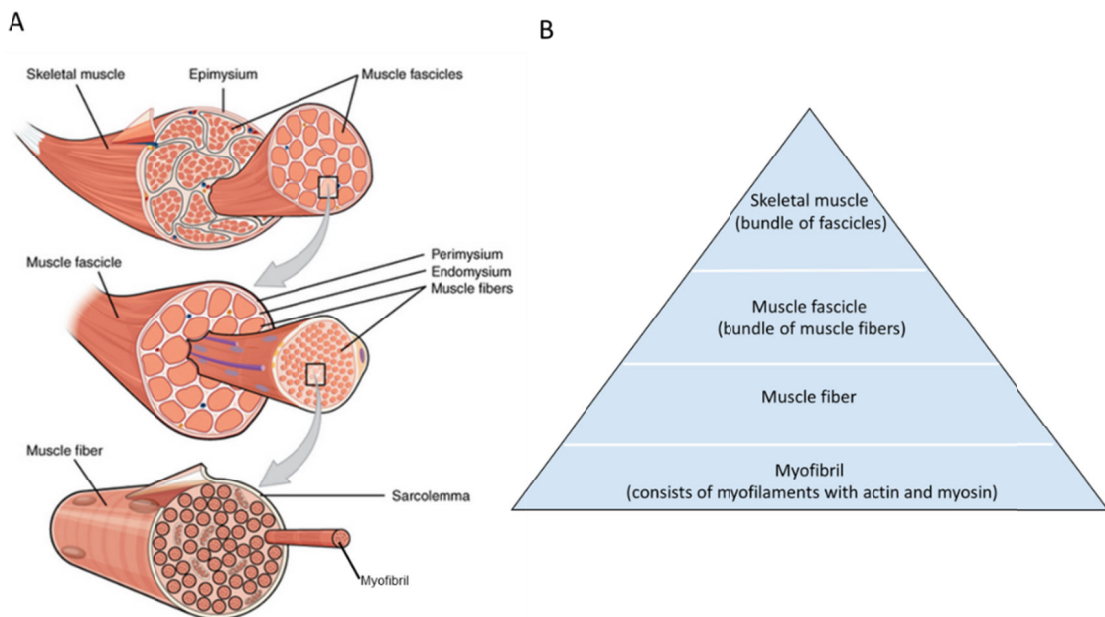 A
Skeletal muscle
Epimysium
Muscle fascicles
Muscle fascicle
Perimysium
Endomysium
Muscle fibers
Muscle fiber
Sarcolemma
Myofibril
B
Skeletal muscle
(bundle of fascicles)
Muscle fascicle
(bundle of muscle fibers)
Muscle fiber
Myofibril
(consists of myofilaments with actin and myosin)